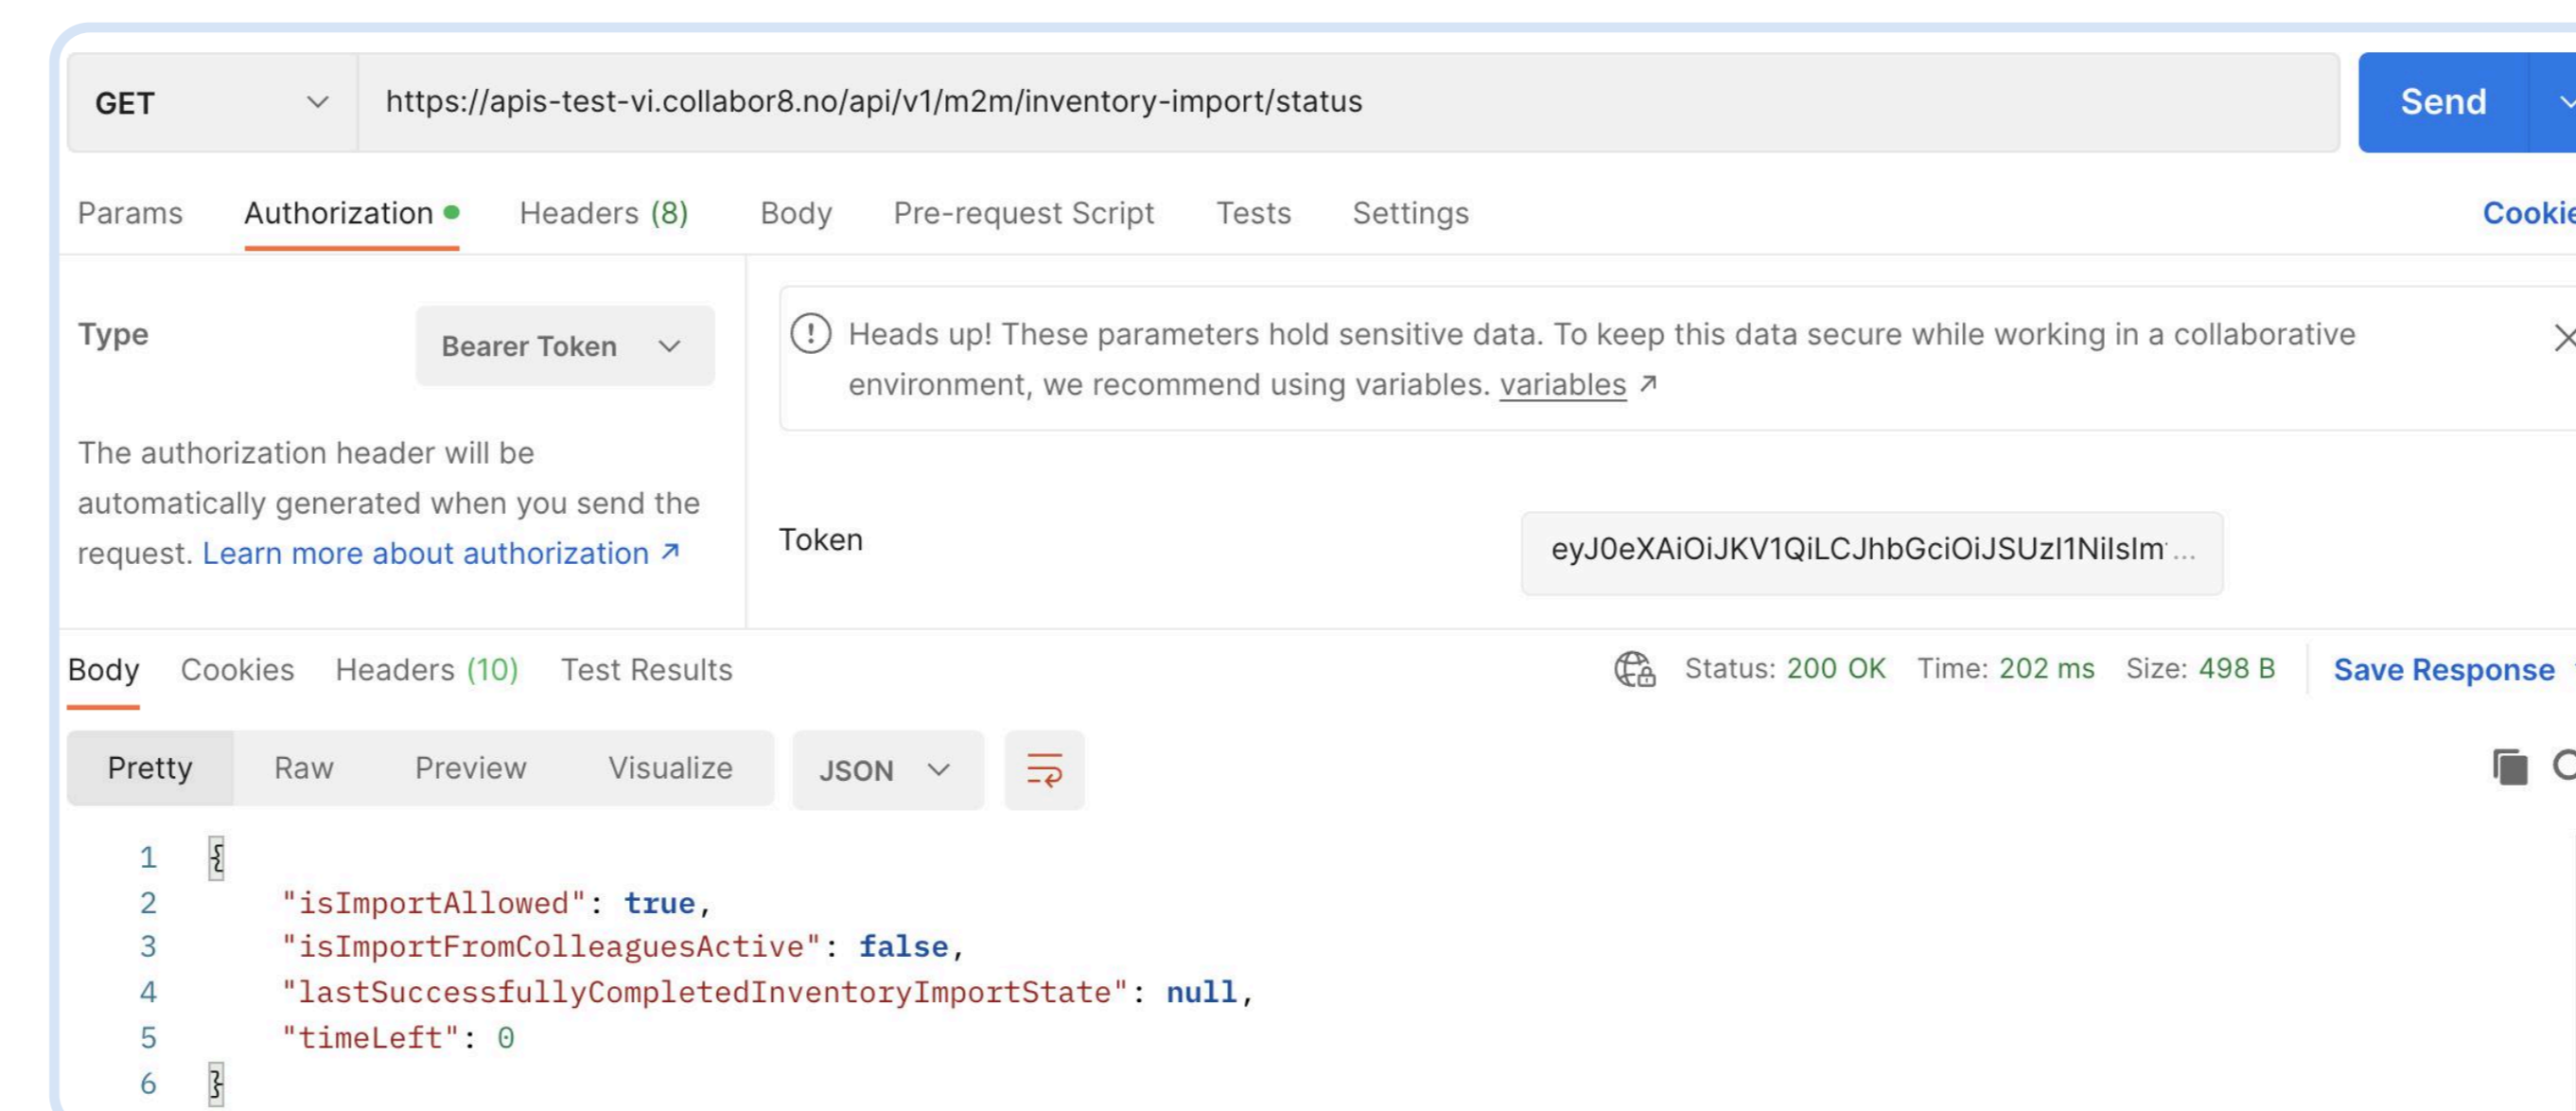 GET https://apis-test-vi.collabor8.no/api/v1/m2m/inventory-import/status Send
Params Authorization Headers (8) Body Pre-request Script Tests Settings
Type Bearer Token
The authorization header will be
automatically generated when you send the
request. Learn more about authorization ↗
Heads up! These parameters hold sensitive data. To keep this data secure while working in a collaborative
environment, we recommend using variables. variables ↗
Token eyJ0eXAiOiJKV1QiLCJhbGciOiJSUzI1NiIsIm...
Body Cookies Headers (10) Test Results Status: 200 OK Time: 202 ms Size: 498 B Save Response
Pretty Raw Preview Visualize JSON
1 {
2 "isImportAllowed": true,
3 "isImportFromColleaguesActive": false,
4 "lastSuccessfullyCompletedInventoryImportState": null,
5 "timeLeft": 0
6 }